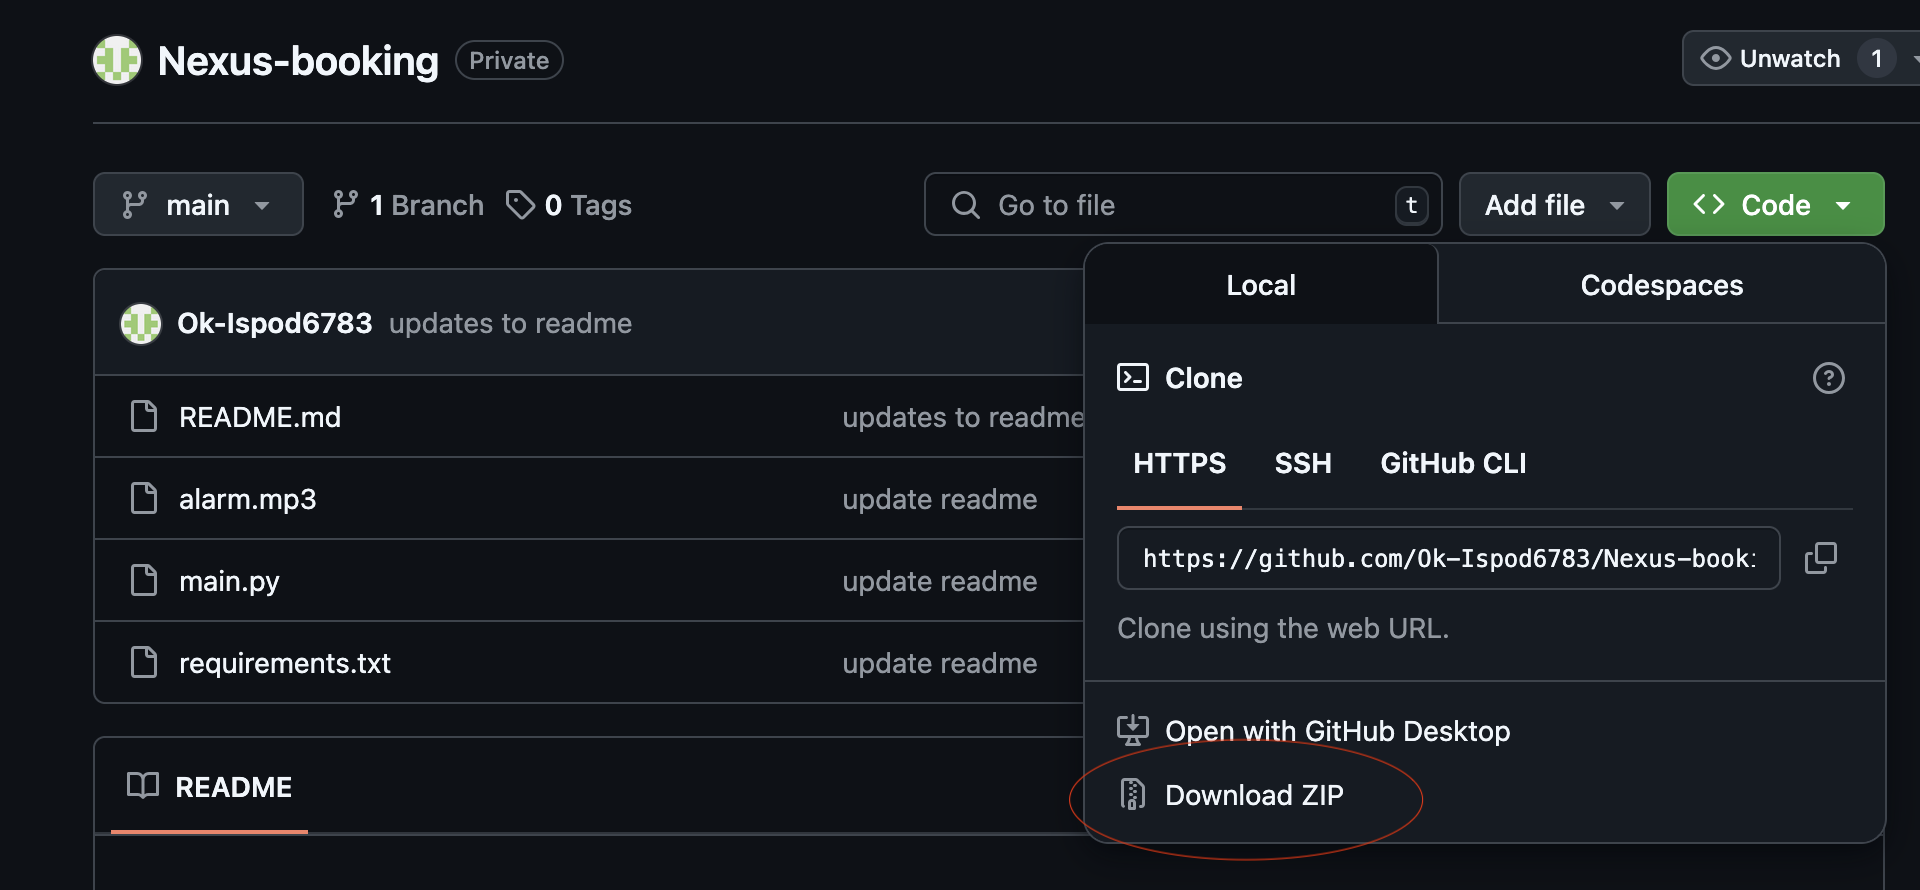 Nexus-booking Private
Unwatch 1
main 1 Branch 0 Tags
Go to file t
Add file
Code
Local Codespaces
Ok-Ispod6783 updates to readme
Clone
README.md updates to readme
HTTPS SSH GitHub CLI
alarm.mp3 update readme
https://github.com/Ok-Ispod6783/Nexus-book
main.py update readme
Clone using the web URL.
requirements.txt update readme
Open with GitHub Desktop
README
Download ZIP